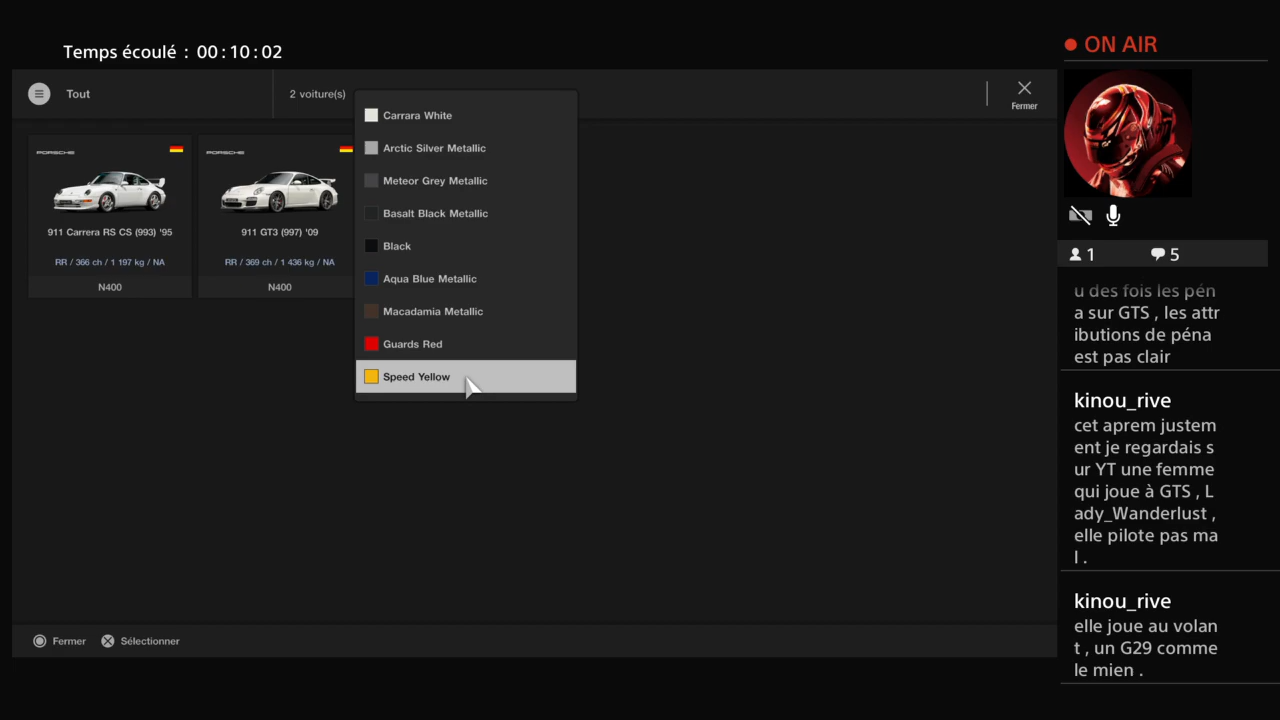 Temps écoulé : 00:10:02
ON AIR
Tout
2 voiture(s)
Fermer
PORSCHE
911 Carrera RS CS (993) '95
RR / 366 ch / 1 197 kg / NA
N400
PORSCHE
911 GT3 (997) '09
RR / 369 ch / 1 436 kg / NA
N400
Carrara White
Arctic Silver Metallic
Meteor Grey Metallic
Basalt Black Metallic
Black
Aqua Blue Metallic
Macadamia Metallic
Guards Red
Speed Yellow
Fermer
Sélectionner
1
5
u des fois les pén
a sur GTS , les attr
ibutions de péna
est pas clair
kinou_rive
cet aprem justem
ent je regardais s
ur YT une femme
qui joue à GTS , L
ady_Wanderlust ,
elle pilote pas ma
l .
kinou_rive
elle joue au volan
t , un G29 comme
le mien .